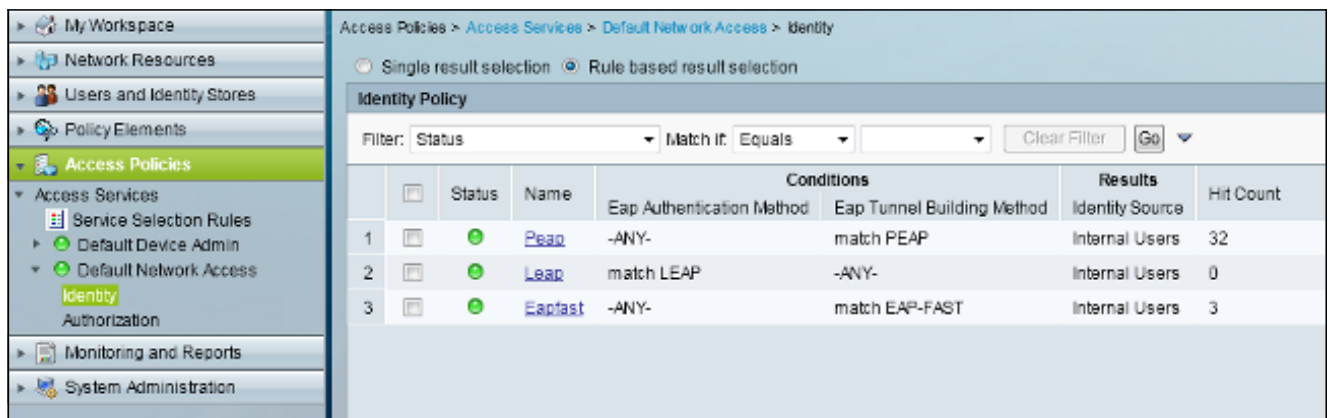 My Workspace
Network Resources
Users and Identity Stores
Policy Elements
Access Policies
Access Services
Service Selection Rules
Default Device Admin
Default Network Access
Identity
Authorization
Monitoring and Reports
System Administration
Access Policies > Access Services > Default Network Access > Identity
Single result selection Rule based result selection
Identity Policy
Filter: Status Match if: Equals Clear Filter Go
Conditions Results
Status Name Eap Authentication Method Eap Tunnel Building Method Identity Source Hit Count
1 Peap -ANY- match PEAP Internal Users 32
2 Leap match LEAP -ANY- Internal Users 0
3 Eapfast -ANY- match EAP-FAST Internal Users 3